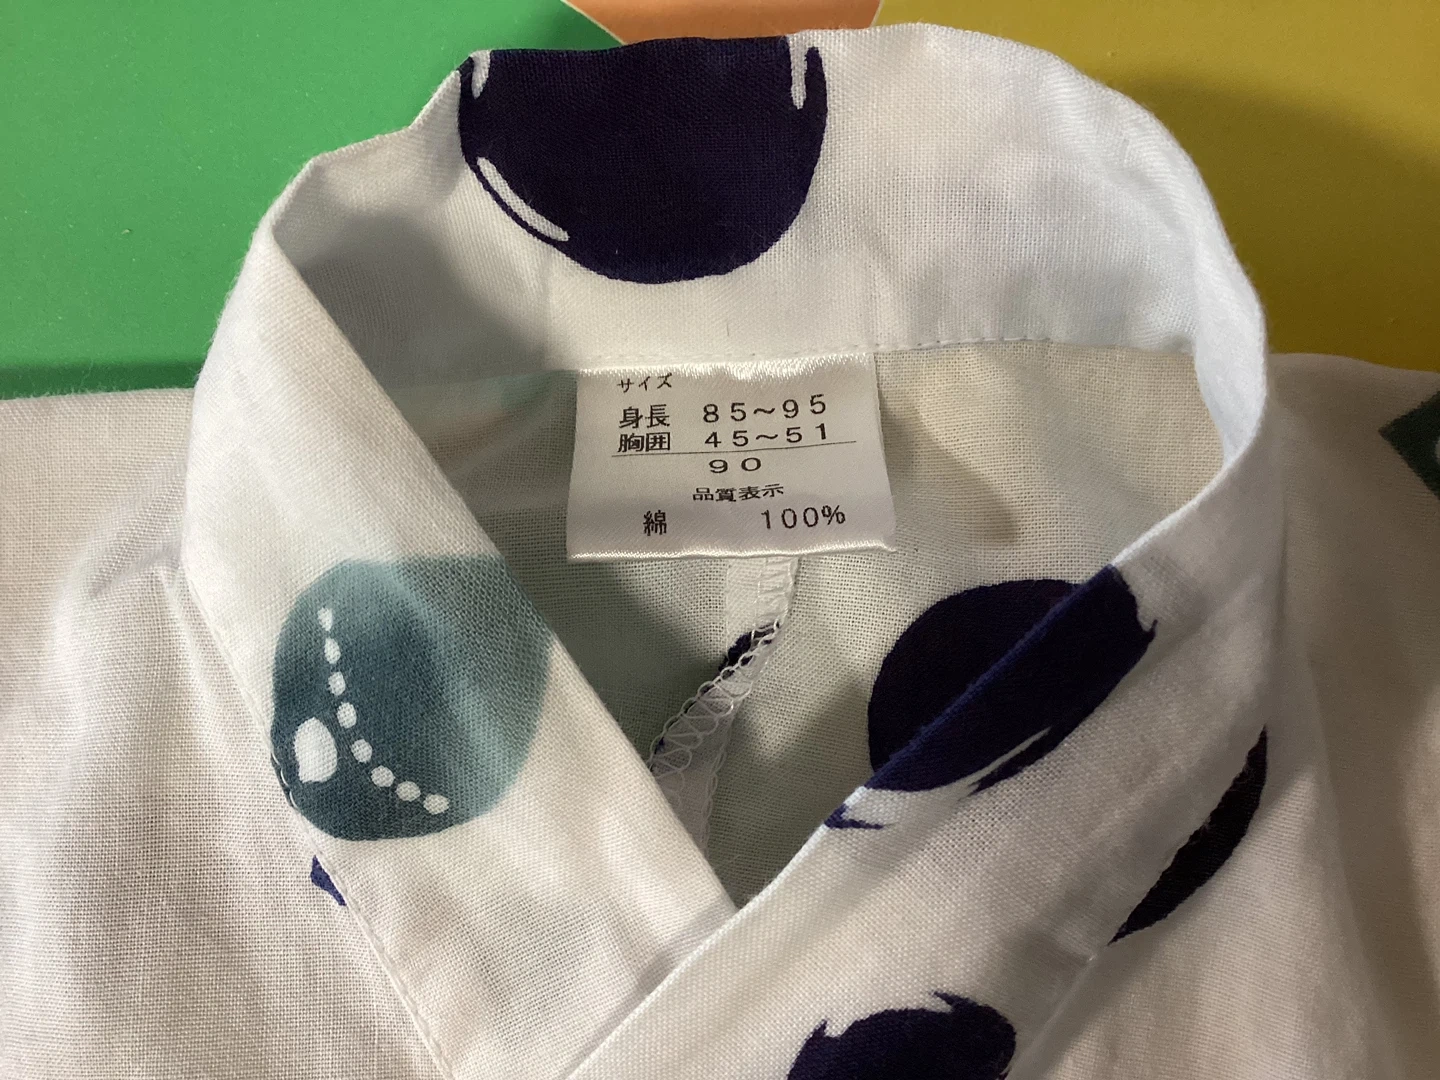 サイズ
身長 85~95
胸囲 45~51
90
品質表示
綿 100%